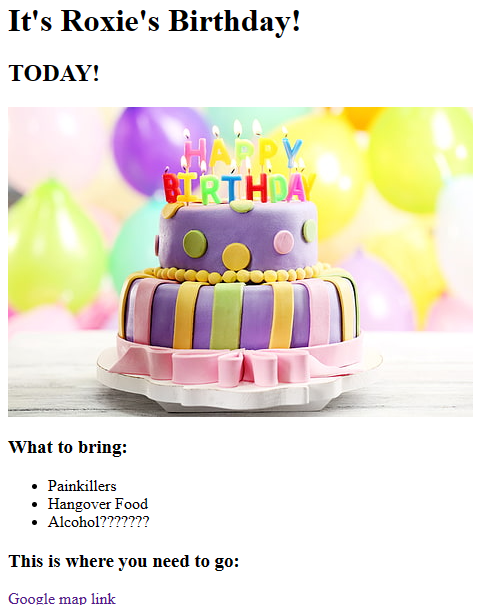 It's Roxie's Birthday!
TODAY!
HAPPY
BIRTHDAY
What to bring:
Painkillers
Hangover Food
Alcohol???????
This is where you need to go:
Google map link